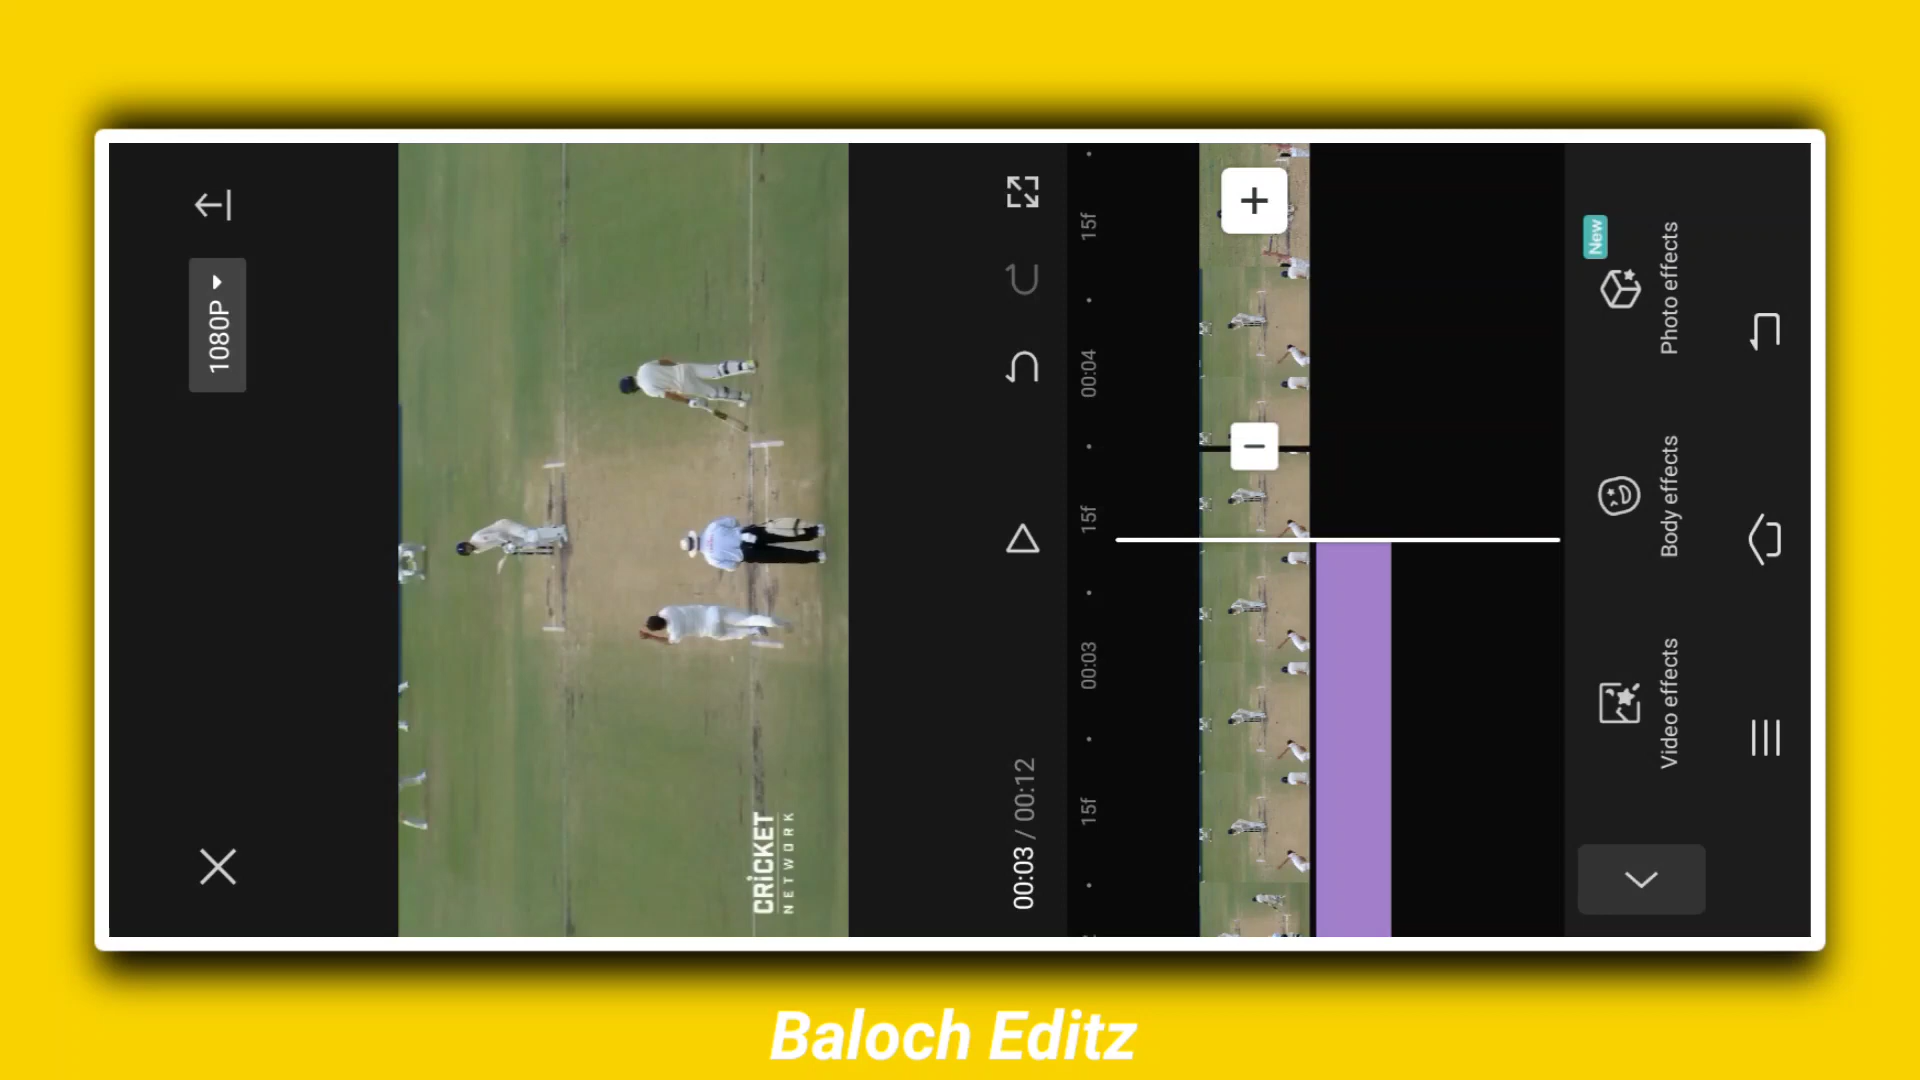 1080P
CRiCKET
NETWORK
00:03 / 00:12
15f
00:03
15f
00:04
15f
Video effects
Body effects
Photo effects
New
Baloch Editz